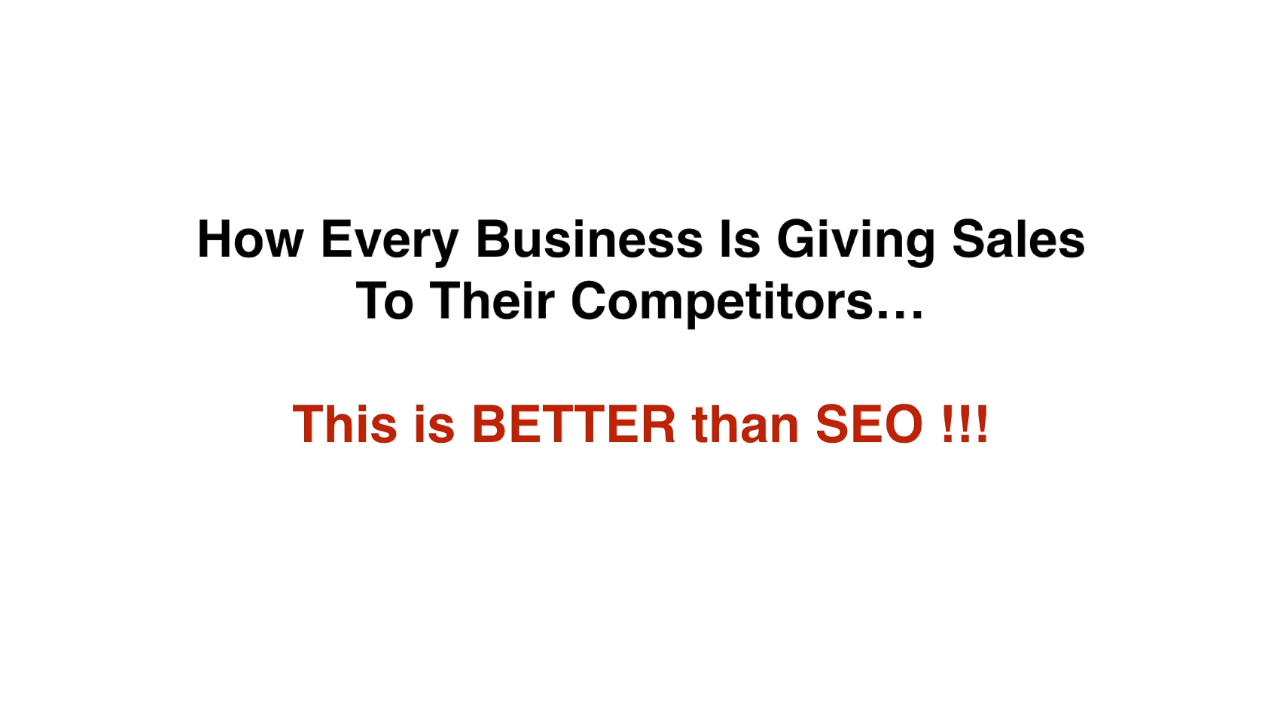 How Every Business Is Giving Sales
To Their Competitors…
This is BETTER than SEO !!!